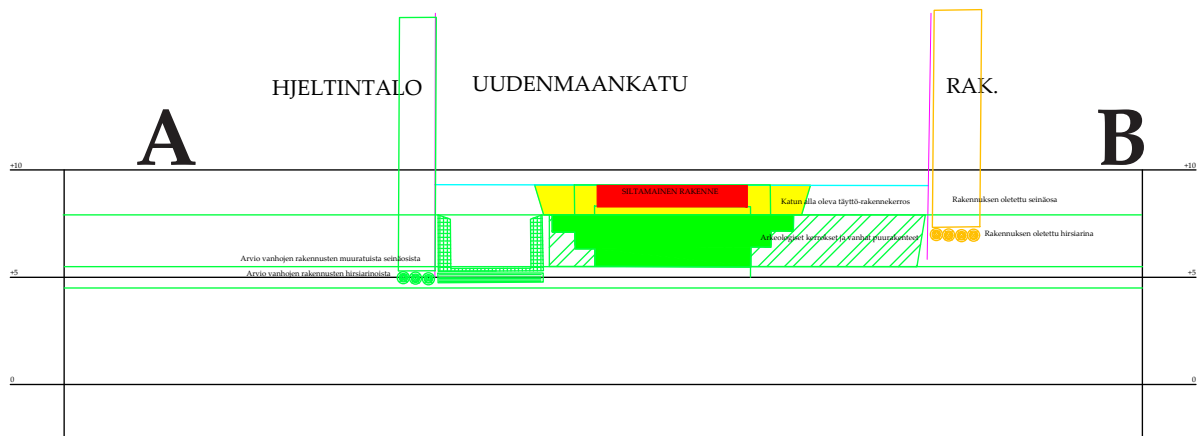 HJELTINTALO
UUDENMAANKATU
RAK.
A
B
+10
+10
SILTAMAINEN RAKENNE
Katun alla oleva täyttö-rakennekerros
Rakennuksen oletettu seinäosa
Arkeologiset kerrokset ja vanhat puurakenteet
Rakennuksen oletettu hirsiarina
Arvio vanhojen rakennusten muuratuista seinäosista
Arvio vanhojen rakennusten hirsiarinoista
+5
+5
0
0